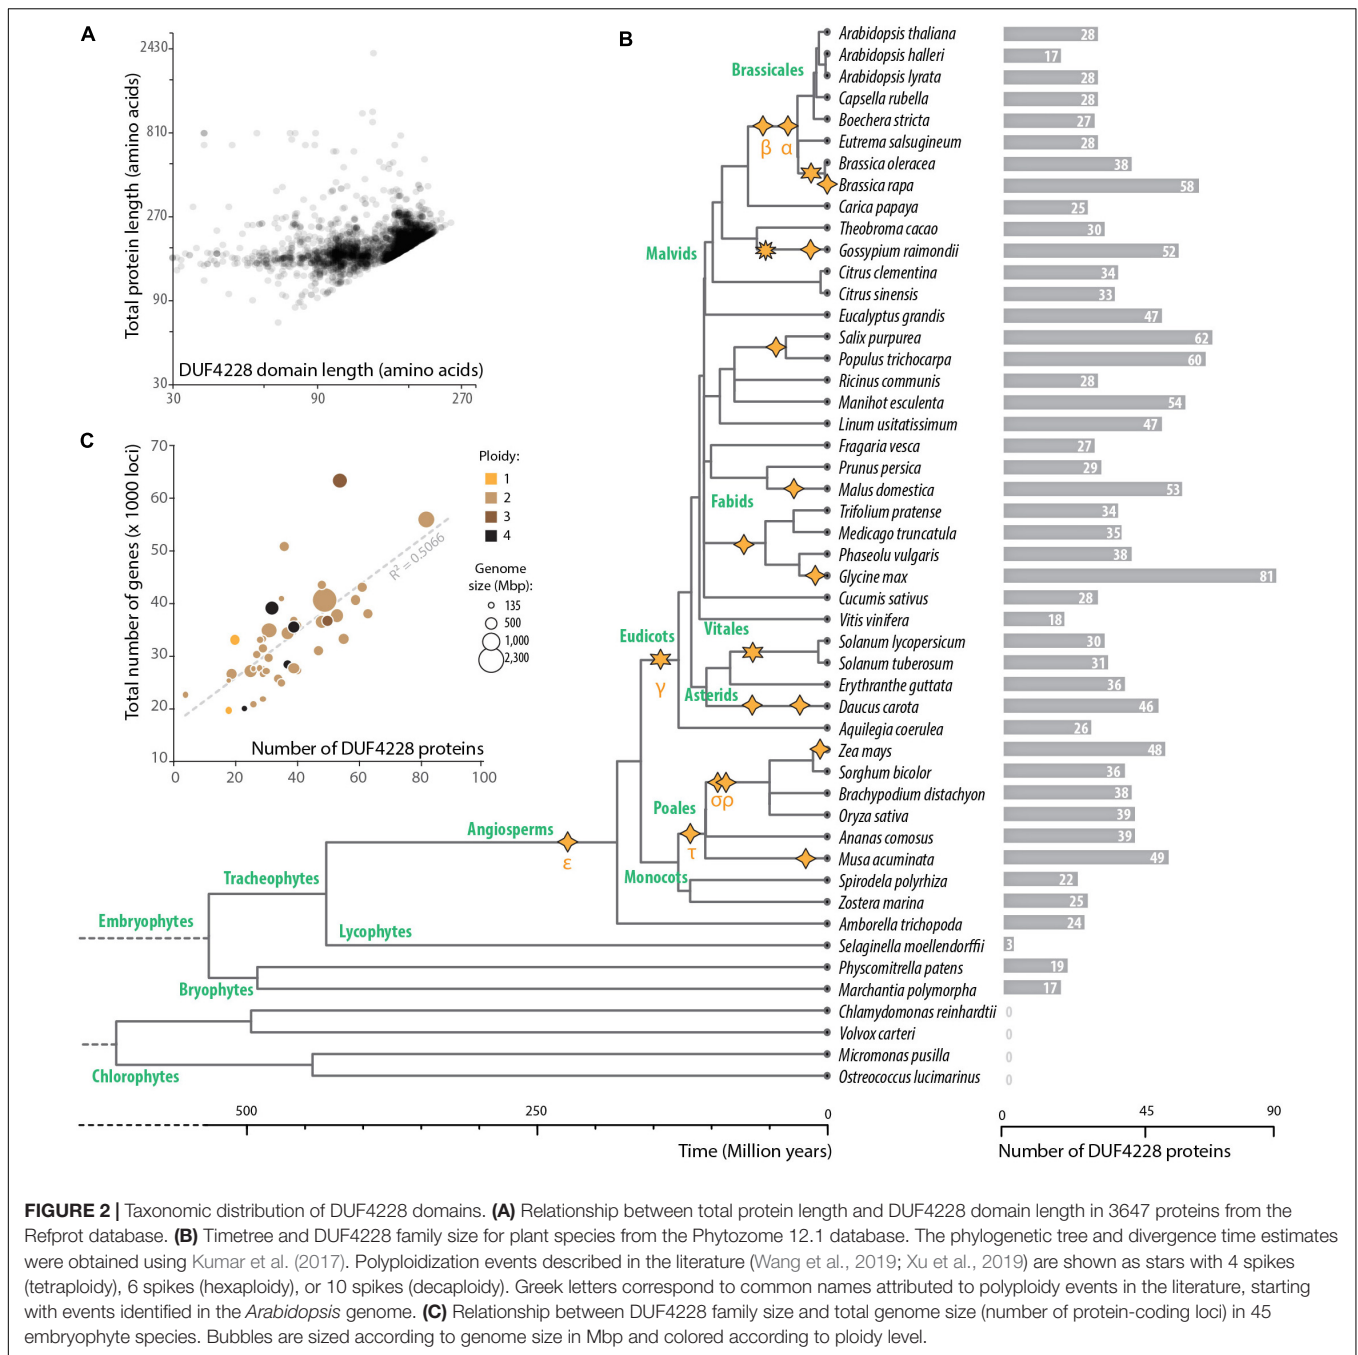 A
Total protein length (amino acids)
2430
810
270
90
30
DUF4228 domain length (amino acids)
30
90
270
C
Total number of genes (x 1000 loci)
70
60
50
40
30
20
10
R² = 0.5066
Number of DUF4228 proteins
0
20
40
60
80
100
Ploidy:
1
2
3
4
Genome
size (Mbp):
135
500
1,000
2,300
B
Brassicales
β α
Malvids
Fabids
Vitales
Eudicots
γ
Asterids
Poales
σρ
τ
Monocots
Angiosperms
ε
Tracheophytes
Embryophytes
Lycophytes
Bryophytes
Chlorophytes
Arabidopsis thaliana 28
Arabidopsis halleri 17
Arabidopsis lyrata 28
Capsella rubella 28
Boechera stricta 27
Eutrema salsugineum 28
Brassica oleracea 38
Brassica rapa 58
Carica papaya 25
Theobroma cacao 30
Gossypium raimondii 52
Citrus clementina 34
Citrus sinensis 33
Eucalyptus grandis 47
Salix purpurea 62
Populus trichocarpa 60
Ricinus communis 28
Manihot esculenta 54
Linum usitatissimum 47
Fragaria vesca 27
Prunus persica 29
Malus domestica 53
Trifolium pratense 34
Medicago truncatula 35
Phaseolu vulgaris 38
Glycine max 81
Cucumis sativus 28
Vitis vinifera 18
Solanum lycopersicum 30
Solanum tuberosum 31
Erythranthe guttata 36
Daucus carota 46
Aquilegia coerulea 26
Zea mays 48
Sorghum bicolor 36
Brachypodium distachyon 38
Oryza sativa 39
Ananas comosus 39
Musa acuminata 49
Spirodela polyrhiza 22
Zostera marina 25
Amborella trichopoda 24
Selaginella moellendorffii 3
Physcomitrella patens 19
Marchantia polymorpha 17
Chlamydomonas reinhardtii 0
Volvox carteri 0
Micromonas pusilla 0
Ostreococcus lucimarinus 0
500
250
0
Time (Million years)
0
45
90
Number of DUF4228 proteins
FIGURE 2 | Taxonomic distribution of DUF4228 domains. (A) Relationship between total protein length and DUF4228 domain length in 3647 proteins from the
Refprot database. (B) Timetree and DUF4228 family size for plant species from the Phytozome 12.1 database. The phylogenetic tree and divergence time estimates
were obtained using Kumar et al. (2017). Polyploidization events described in the literature (Wang et al., 2019; Xu et al., 2019) are shown as stars with 4 spikes
(tetraploidy), 6 spikes (hexaploidy), or 10 spikes (decaploidy). Greek letters correspond to common names attributed to polyploidy events in the literature, starting
with events identified in the Arabidopsis genome. (C) Relationship between DUF4228 family size and total genome size (number of protein-coding loci) in 45
embryophyte species. Bubbles are sized according to genome size in Mbp and colored according to ploidy level.